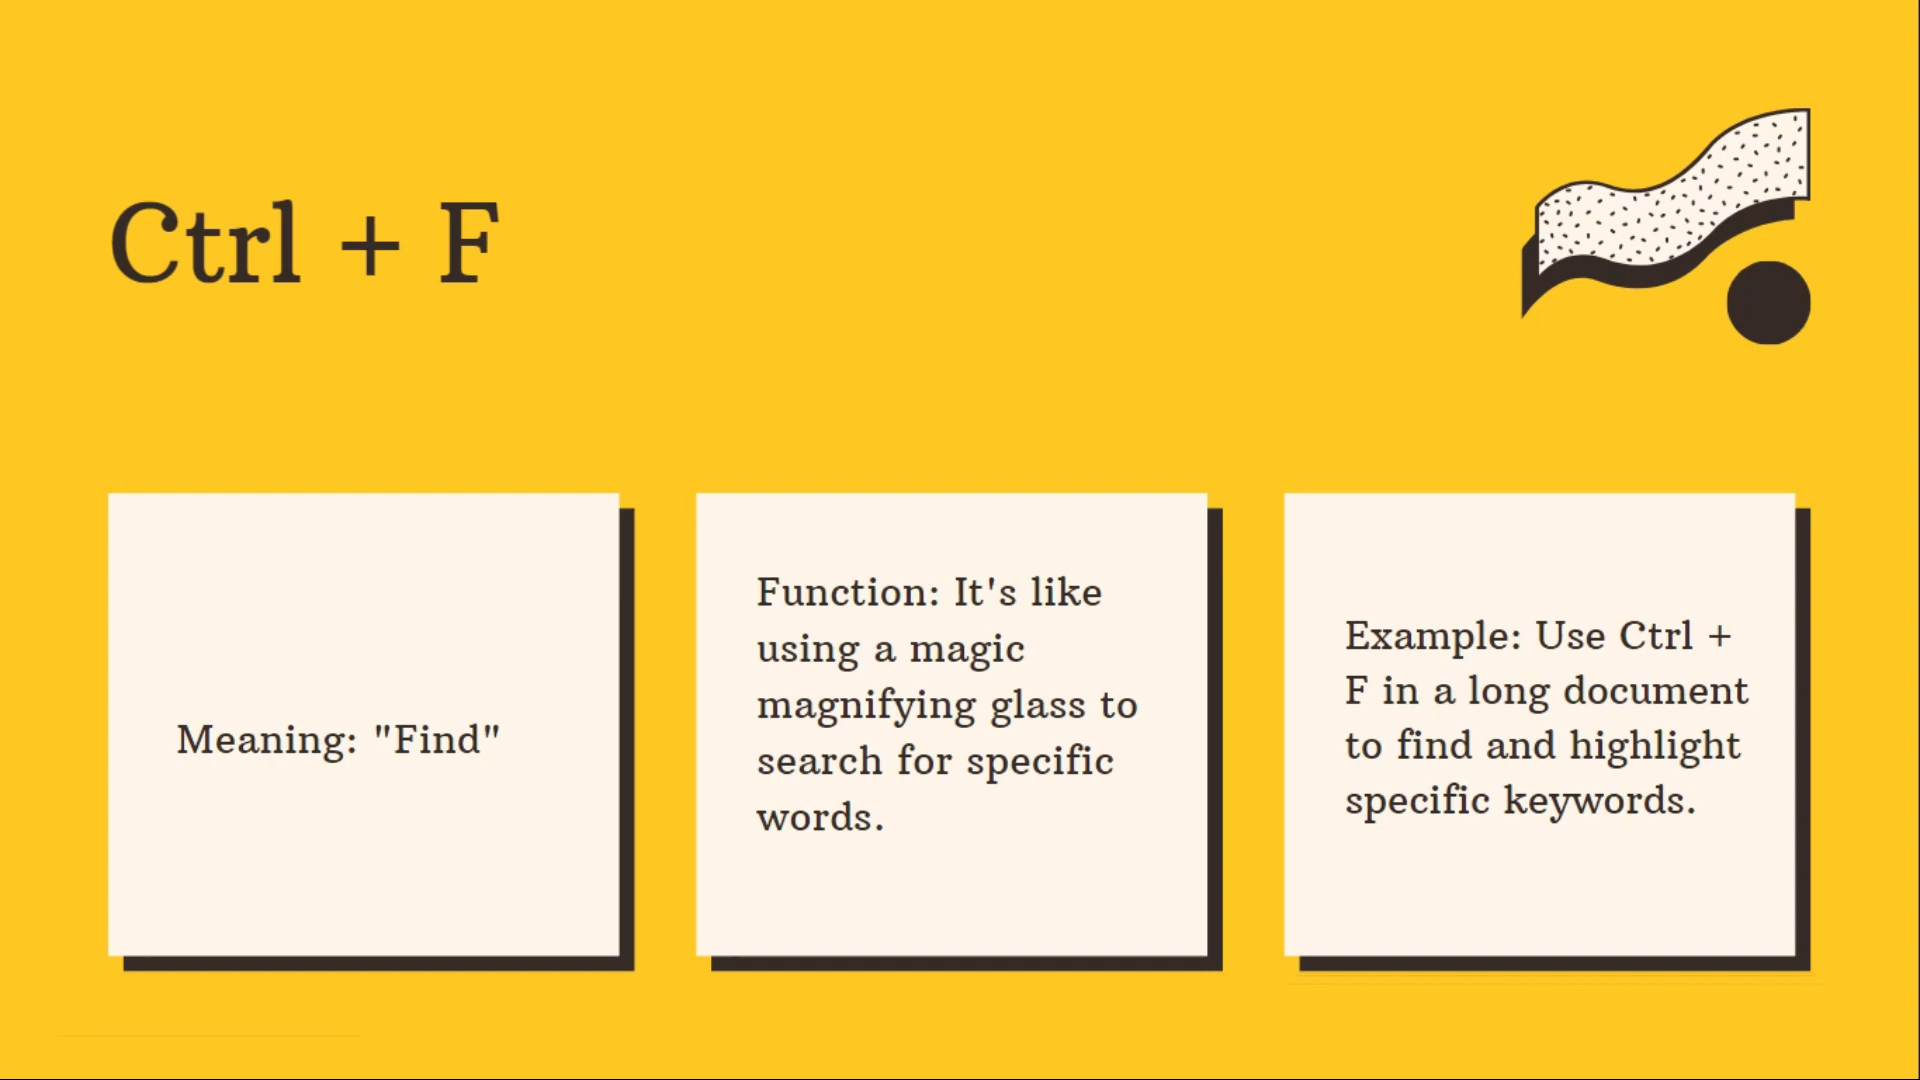 Ctrl + F
Meaning: "Find"
Function: It's like
using a magic
magnifying glass to
search for specific
words.
Example: Use Ctrl +
F in a long document
to find and highlight
specific keywords.